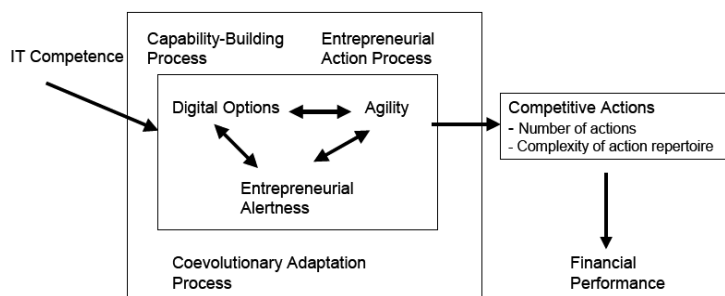 IT Competence
Capability-Building
Process
Entrepreneurial
Action Process
Digital Options
Agility
Entrepreneurial
Alertness
Coevolutionary Adaptation
Process
Competitive Actions
- Number of actions
- Complexity of action repertoire
Financial
Performance